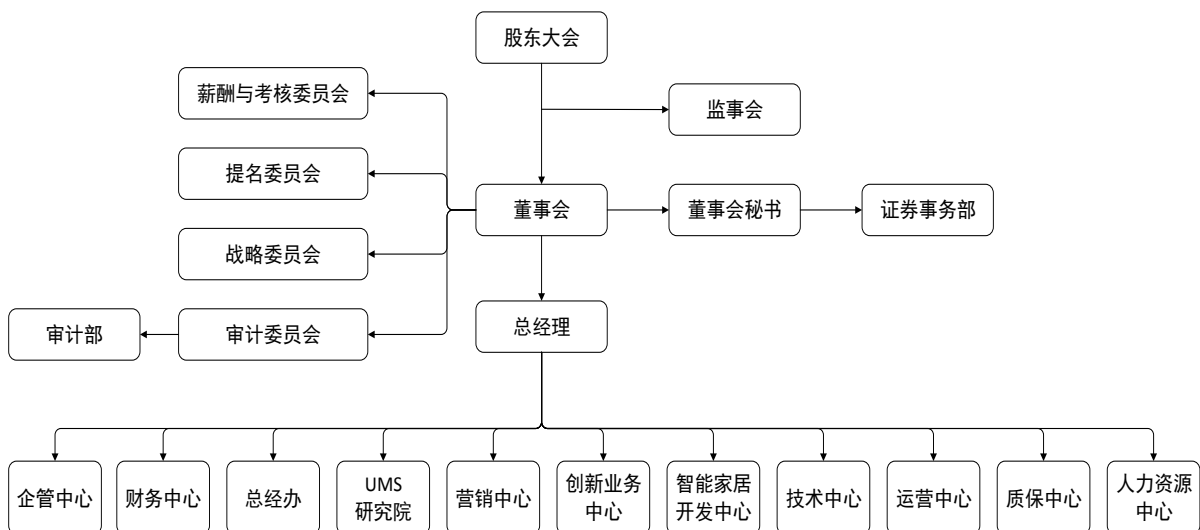 股东大会
薪酬与考核委员会
监事会
提名委员会
董事会
董事会秘书
证券事务部
战略委员会
总经理
审计部
审计委员会
企管中心
财务中心
总经办
UMS
研究院
营销中心
创新业务
中心
智能家居
开发中心
技术中心
运营中心
质保中心
人力资源
中心